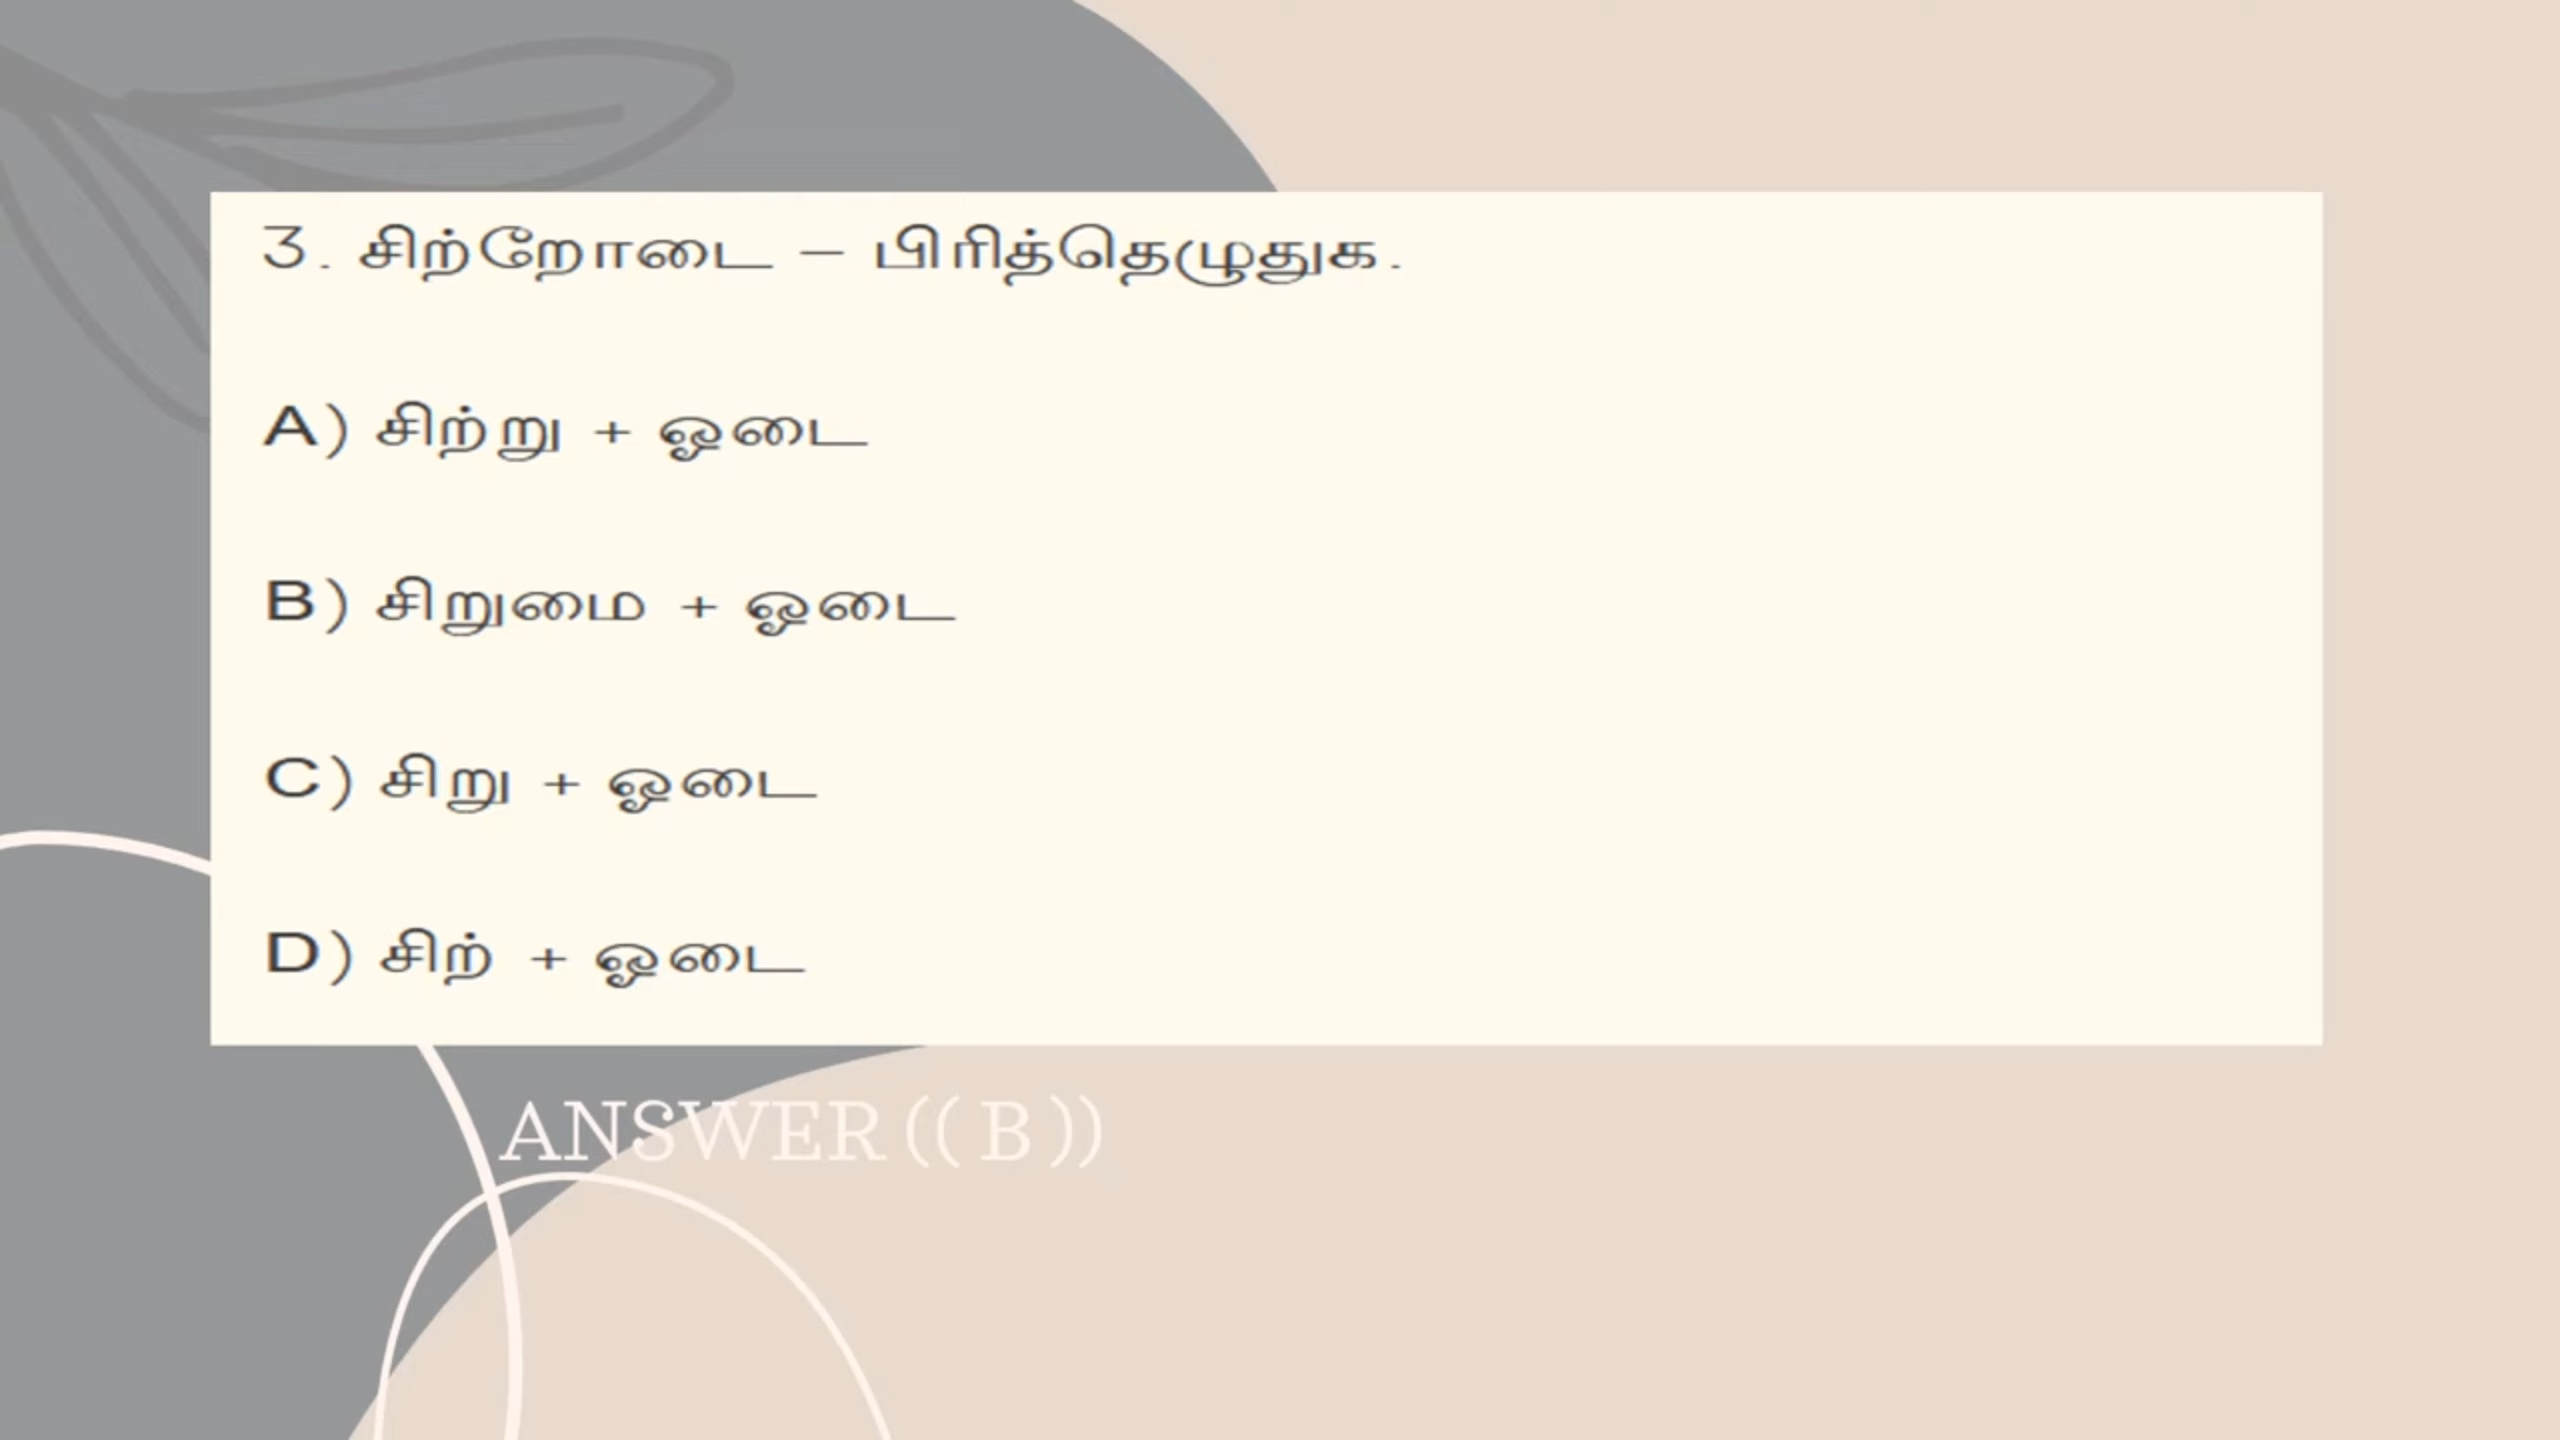 3. சிற்றோடை – பிரித்தெழுதுக.
A) சிற்று + ஓடை
B) சிறுமை + ஓடை
C) சிறு + ஓடை
D) சிற் + ஓடை
ANSWER (( B ))